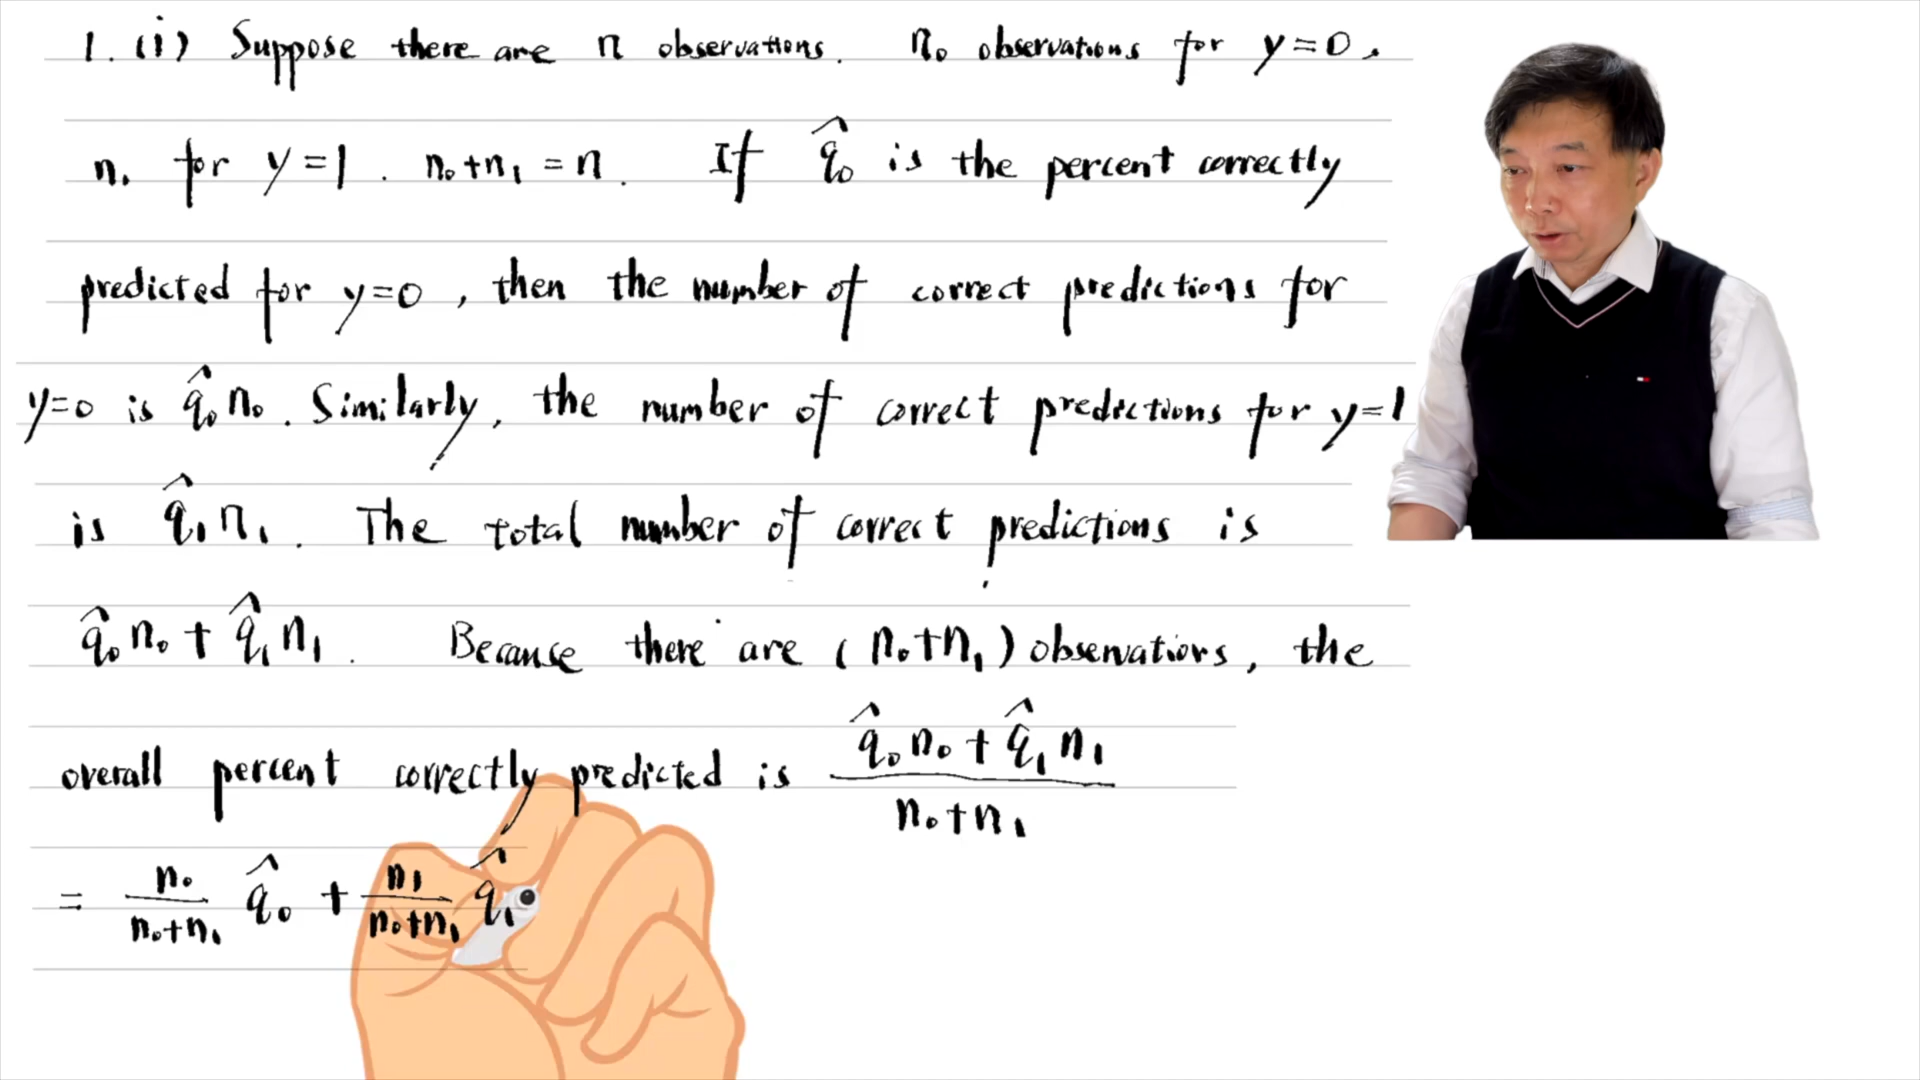 1. (i) Suppose there are n observations. n₀ observations for y=0,
n₁ for y=1. n₀+n₁=n. If q̂₀ is the percent correctly
predicted for y=0, then the number of correct predictions for
y=0 is q̂₀n₀. Similarly, the number of correct predictions for y=1
is q̂₁n₁. The total number of correct predictions is
q̂₀n₀+q̂₁n₁. Because there are (n₀+n₁) observations, the
overall percent correctly predicted is (q̂₀n₀+q̂₁n₁)/(n₀+n₁)
= n₀/(n₀+n₁) q̂₀ + n₁/(n₀+n₁) q̂₁